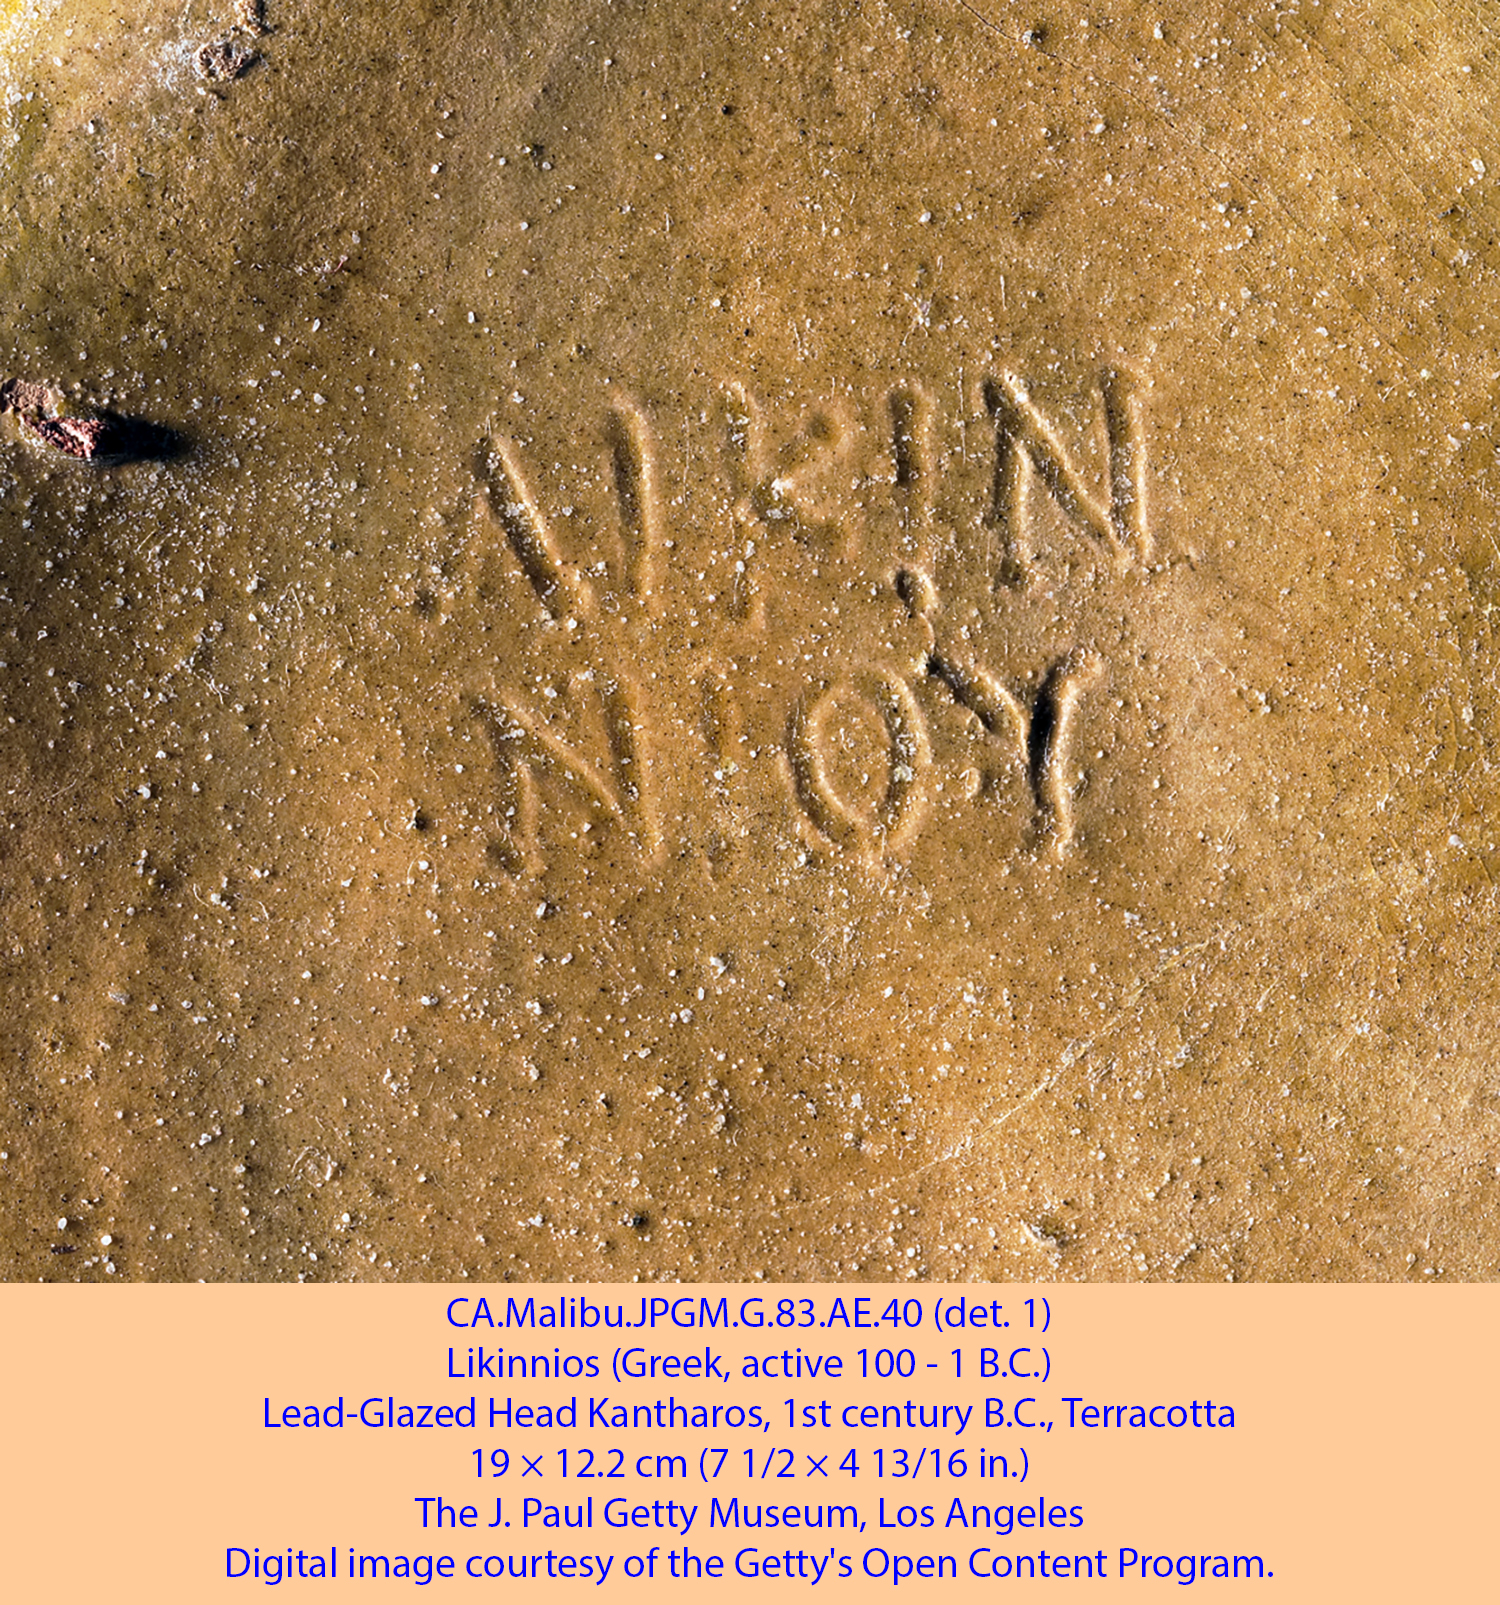 ΛΙΚΙΝ
ΝΙΟΥ
CA.Malibu.JPGM.G.83.AE.40 (det. 1)
Likinnios (Greek, active 100 - 1 B.C.)
Lead-Glazed Head Kantharos, 1st century B.C., Terracotta
19 × 12.2 cm (7 1/2 × 4 13/16 in.)
The J. Paul Getty Museum, Los Angeles
Digital image courtesy of the Getty's Open Content Program.